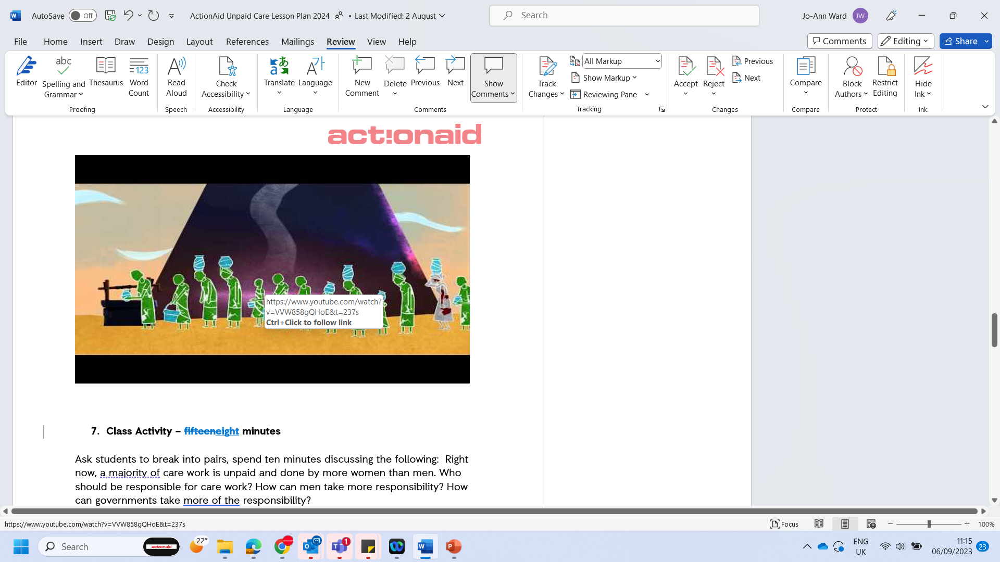 AutoSave Off ActionAid Unpaid Care Lesson Plan 2024 • Last Modified: 2 August Search Jo-Ann Ward JW
File Home Insert Draw Design Layout References Mailings Review View Help Comments Editing Share
Editor
abc Spelling and Grammar
Thesaurus
123 Word Count
Proofing
Read Aloud
Speech
Check Accessibility
Accessibility
Translate
Language
Language
New Comment
Delete
Previous
Next
Show Comments
Comments
Track Changes
All Markup
Show Markup
Reviewing Pane
Tracking
Accept
Reject
Previous
Next
Changes
Compare
Compare
Block Authors
Restrict Editing
Protect
Hide Ink
Ink
act!onaid
https://www.youtube.com/watch?
v=VVW858gQHoE&t=237s
Ctrl+Click to follow link
7. Class Activity – fifteeneight minutes
Ask students to break into pairs, spend ten minutes discussing the following: Right
now, a majority of care work is unpaid and done by more women than men. Who
should be responsible for care work? How can men take more responsibility? How
can governments take more of the responsibility?
https://www.youtube.com/watch?v=VVW858gQHoE&t=237s Focus 100%
Search act!onaid 22° 1 ENG 11:15
UK 06/09/2023 23